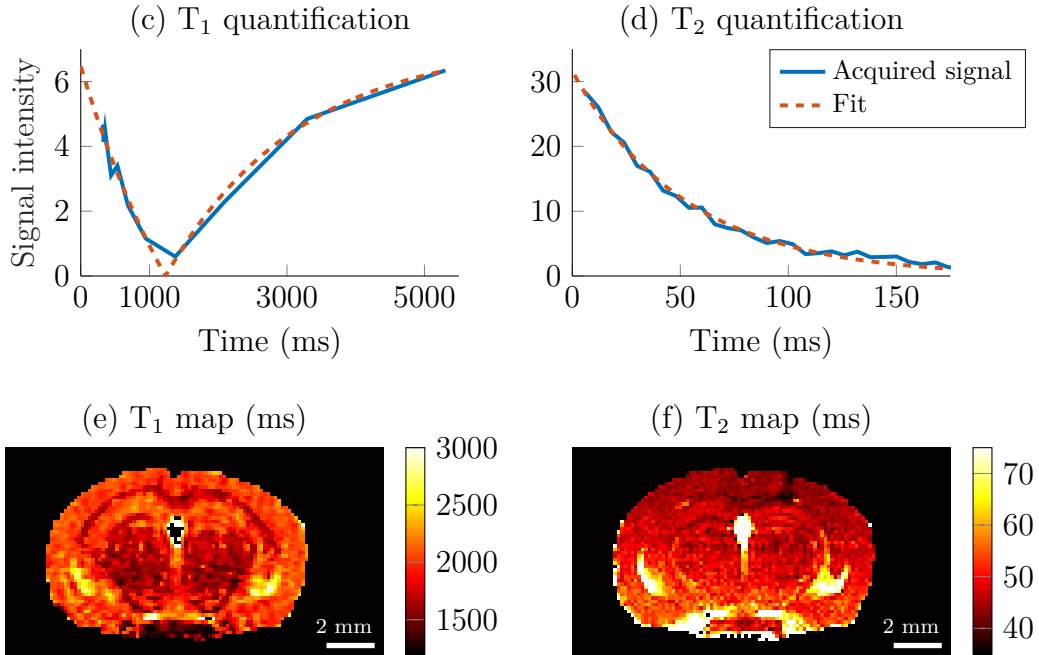 (c) T₁ quantification
(d) T₂ quantification
Signal intensity
6
4
2
0
0 1000 3000 5000
Time (ms)
30
20
10
0
50 100 150
Time (ms)
Acquired signal
Fit
(e) T₁ map (ms)
(f) T₂ map (ms)
2 mm
3000
2500
2000
1500
2 mm
70
60
50
40